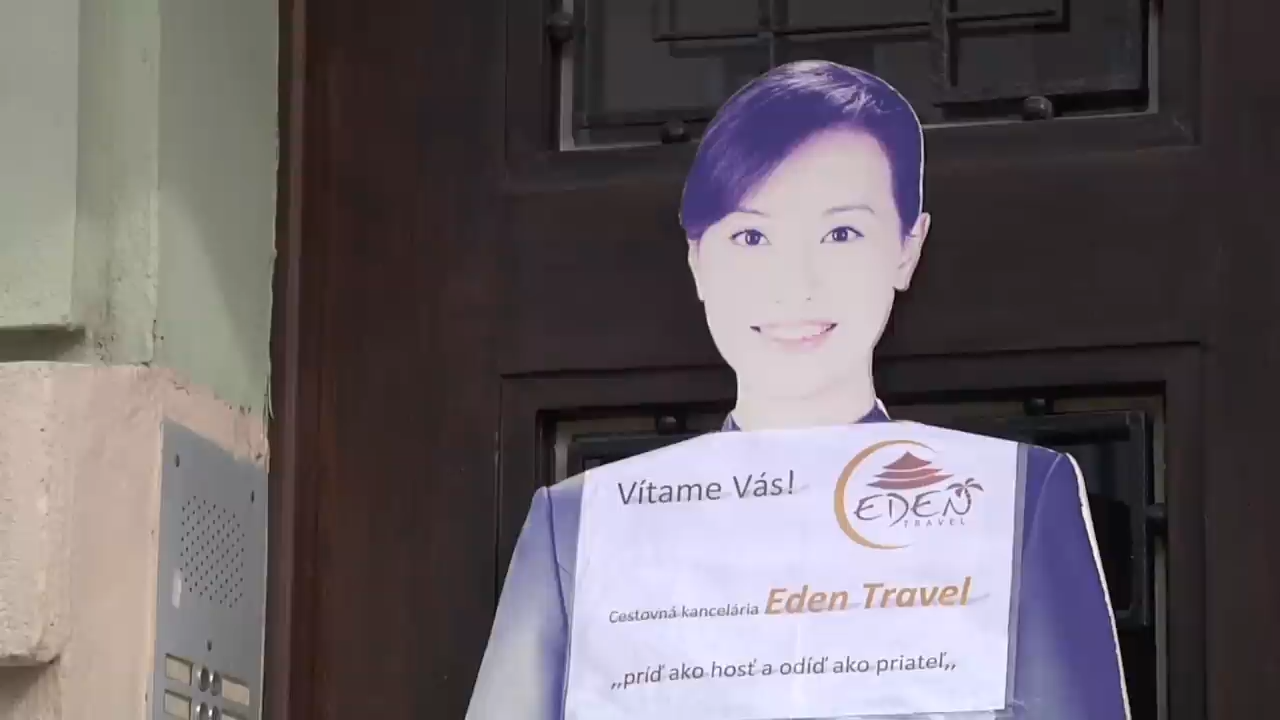 Vítame Vás!
EDEN
TRAVEL
Cestovná kancelária Eden Travel
,,príď ako hosť a odíď ako priateľ,,